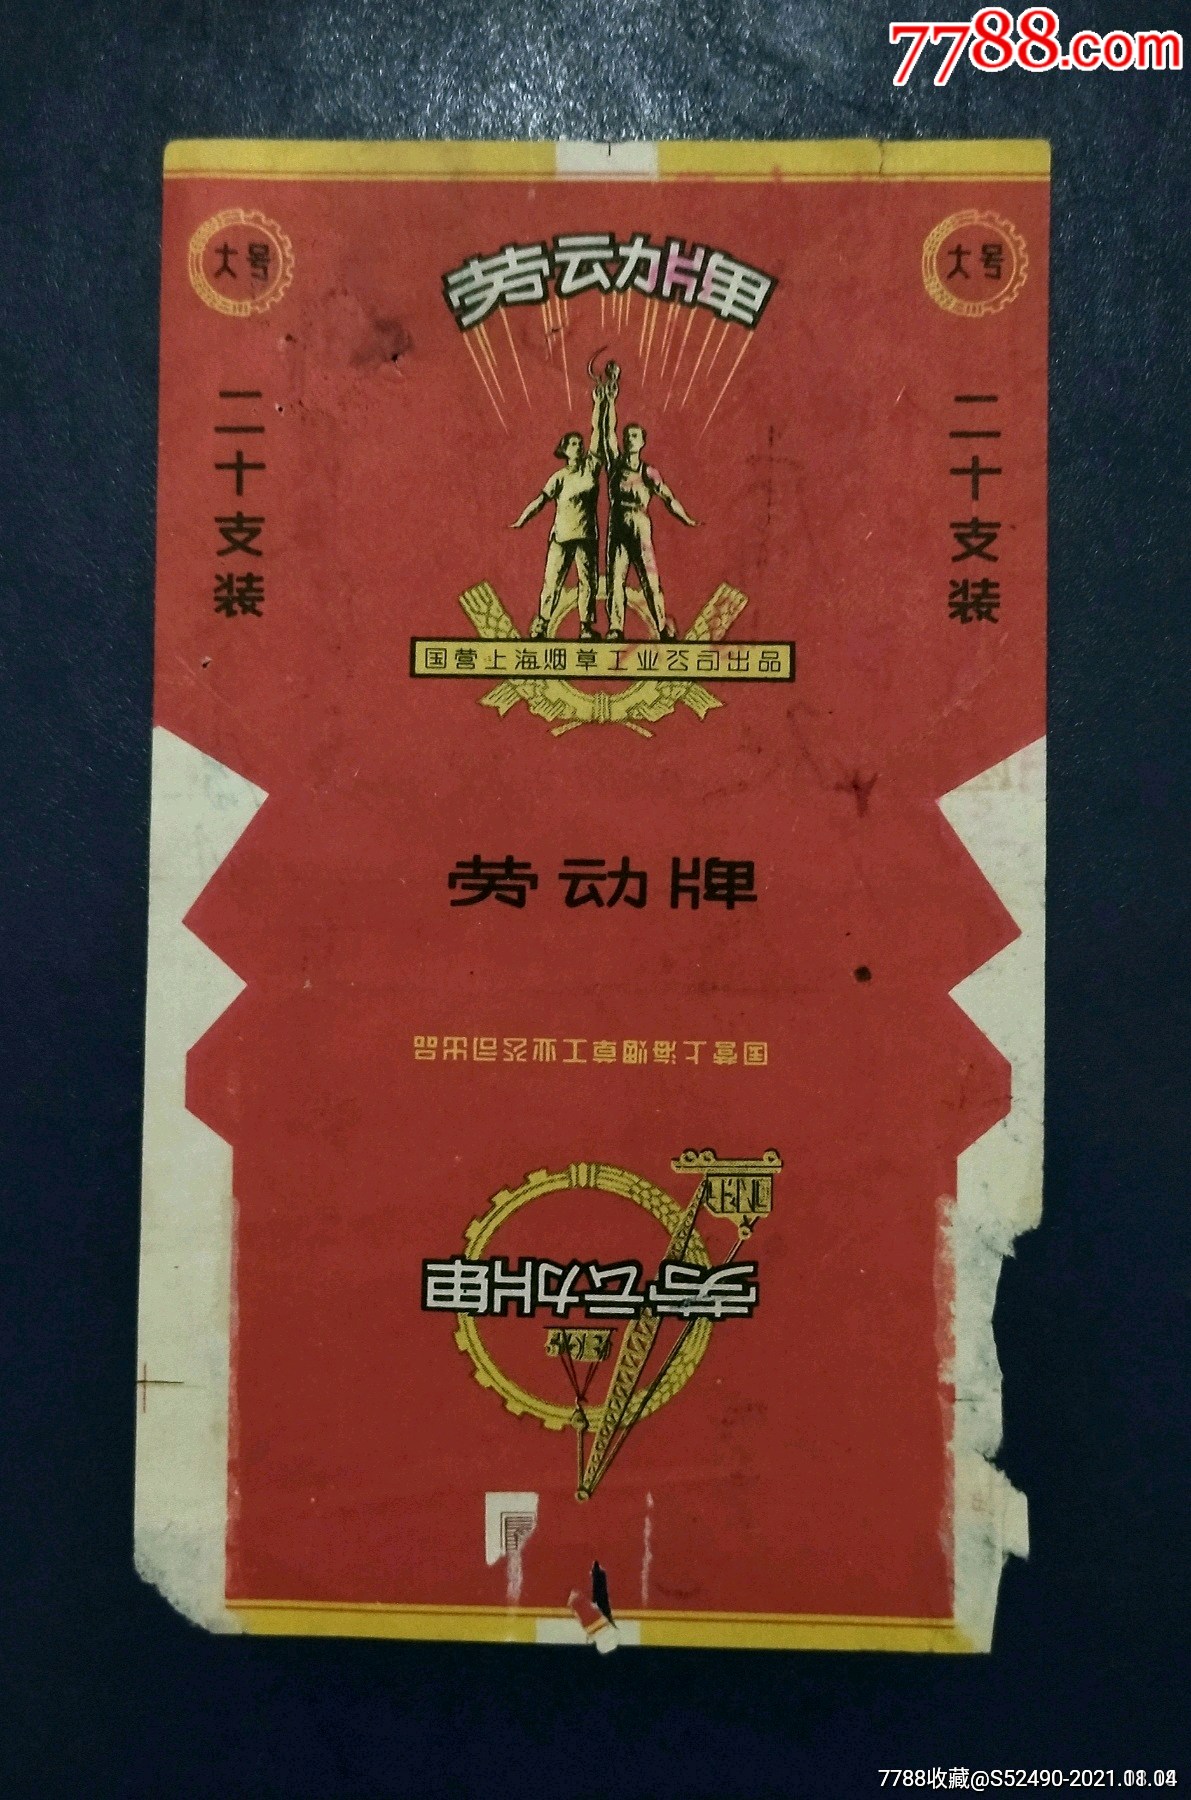 7788.com
大号
大号
劳动牌
二十支装
二十支装
国营上海烟草工业公司出品
劳动牌
国营上海烟草工业公司出品
劳动牌
7788收藏@S52490-2021.